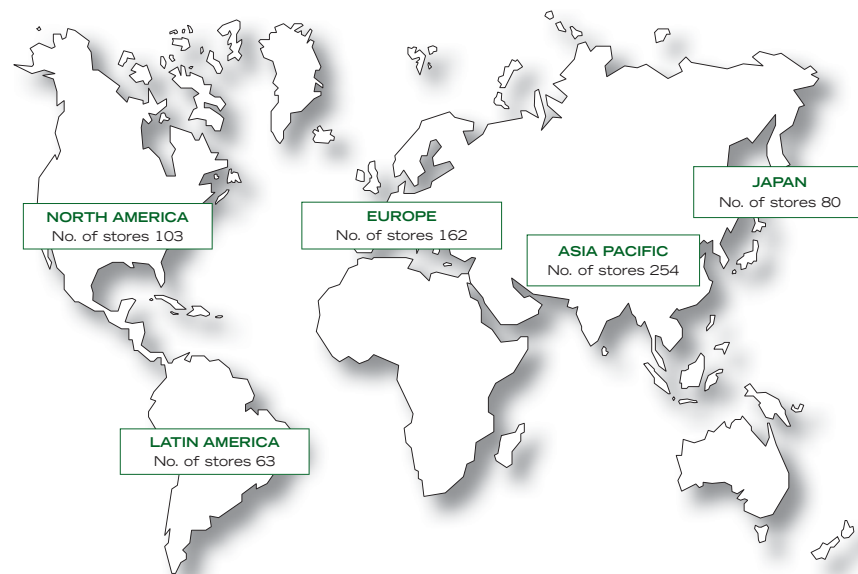 JAPAN
No. of stores 80
NORTH AMERICA
No. of stores 103
EUROPE
No. of stores 162
ASIA PACIFIC
No. of stores 254
LATIN AMERICA
No. of stores 63